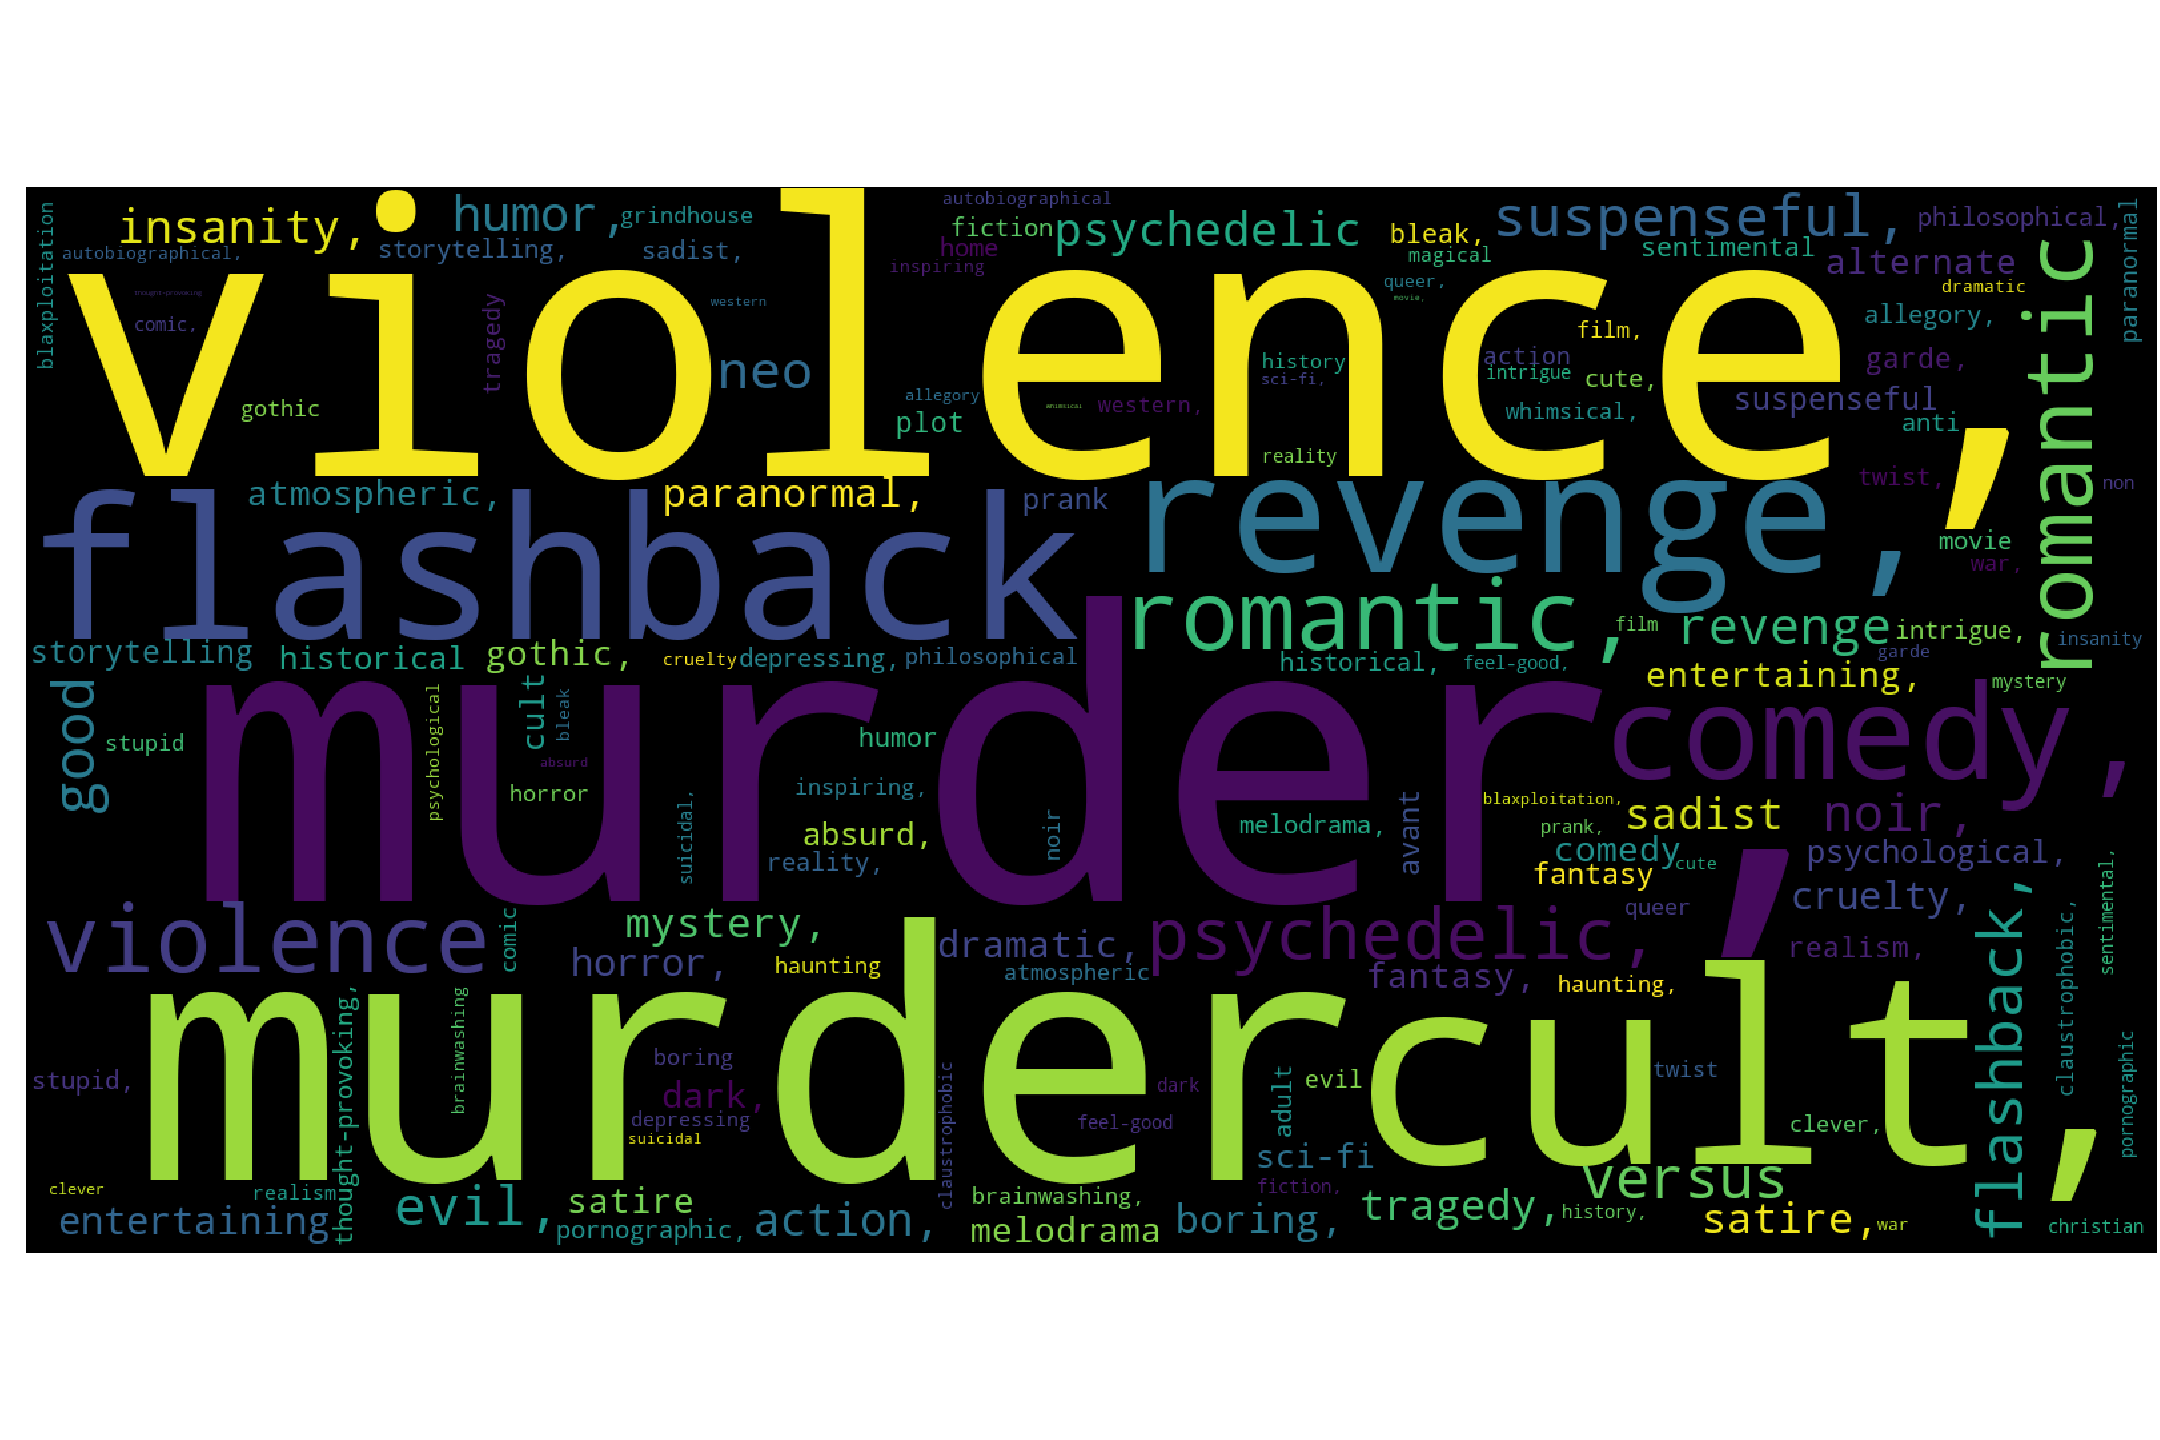 autobiographical
insanity,
humor,
grindhouse
fiction
psychedelic
bleak,
suspenseful,
philosophical,
paranormal
blaxploitation
autobiographical,
storytelling,
sadist,
home
inspiring
magical
sentimental
alternate
romantic
violence,
thought-provoking
comic,
tragedy
western
queer,
movie,
dramatic
film,
allegory,
neo
history
sci-fi,
action
intrigue
cute,
garde,
gothic
allegory
plot
whimsical
western,
whimsical,
suspenseful
anti
reality
atmospheric,
paranormal,
prank
twist,
non
flashback
revenge,
movie
war,
romantic,
film
revenge
intrigue,
insanity
garde
storytelling
historical
gothic,
cruelty
depressing,
philosophical
historical,
feel-good,
entertaining,
mystery
good
stupid
psychological
cult
bleak
absurd
horror
murder,
humor
inspiring,
absurd,
reality,
suicidal,
noir
melodrama,
avant
comedy,
blaxploitation,
prank,
sadist
noir,
comedy
cute
fantasy
psychological,
cruelty,
queer
violence
comic
mystery,
horror,
haunting
dramatic,
atmospheric
psychedelic,
fantasy,
haunting,
realism,
flashback,
claustrophobic,
sentimental,
murder
cult,
stupid,
thought-provoking,
brainwashing
boring
dark,
depressing
suicidal
claustrophobic
dark
feel-good
adult
evil
twist
clever,
pornographic
clever
realism
entertaining
evil,
satire
pornographic,
action,
brainwashing,
melodrama
sci-fi
fiction,
boring,
tragedy,
history,
versus
satire,
war
christian